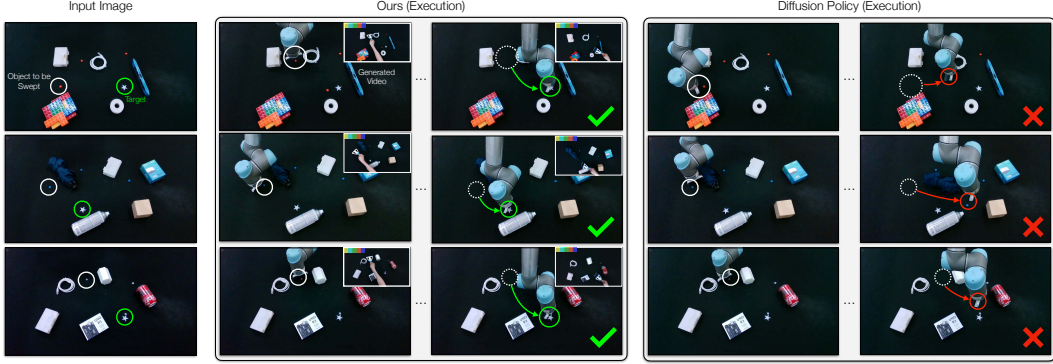 Input Image
Ours (Execution)
Diffusion Policy (Execution)
Object to be
Swept
Target
Generated
Video
...
...
...
...
...
...